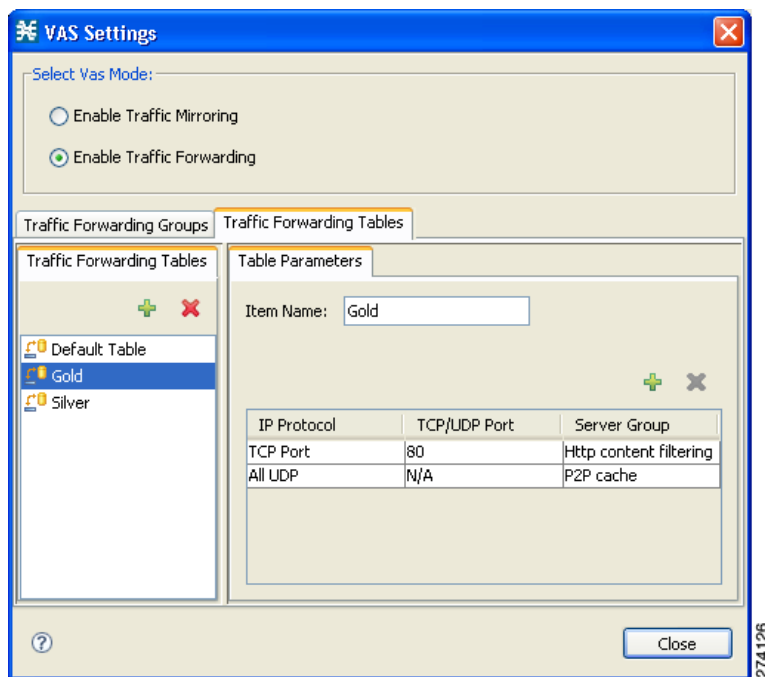 VAS Settings
Select Vas Mode:
Enable Traffic Mirroring
Enable Traffic Forwarding
Traffic Forwarding Groups
Traffic Forwarding Tables
Traffic Forwarding Tables
Default Table
Gold
Silver
Table Parameters
Item Name: Gold
IP Protocol TCP/UDP Port Server Group
TCP Port 80 Http content filtering
All UDP N/A P2P cache
? Close
274126